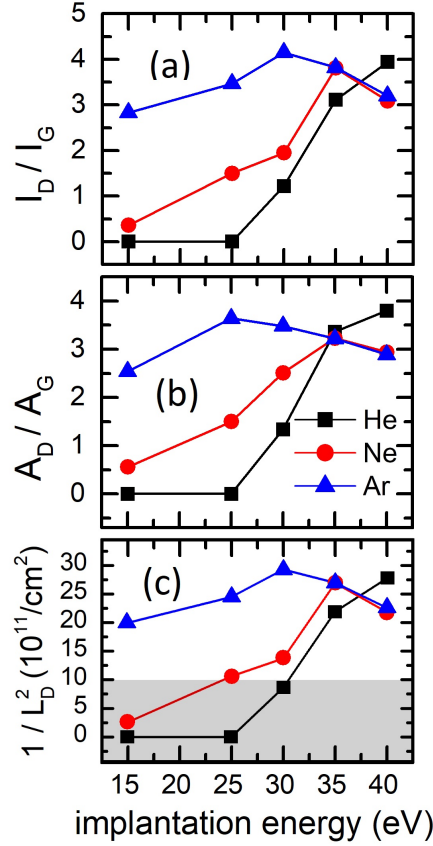 5
4
3
2
1
0
I_D / I_G
(a)
4
3
2
1
0
A_D / A_G
(b)
He
Ne
Ar
30
25
20
15
10
5
0
1 / L_D^2 (10^11/cm^2)
(c)
15 20 25 30 35 40
implantation energy (eV)